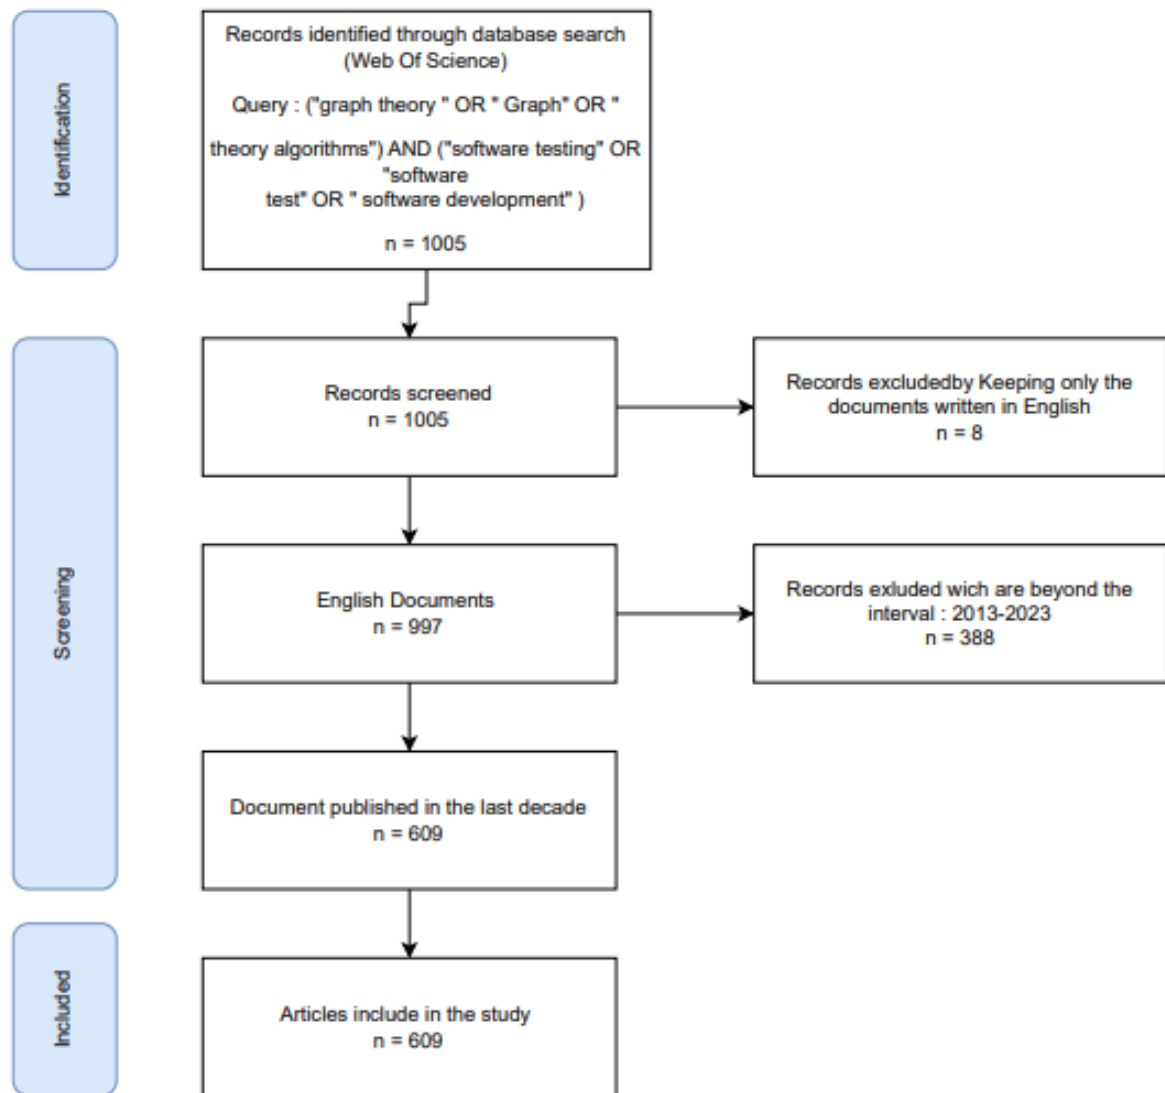 Identification
Records identified through database search
(Web Of Science)
Query : ("graph theory " OR " Graph" OR "
theory algorithms") AND ("software testing" OR
"software
test" OR " software development" )
n = 1005
Screening
Records screened
n = 1005
Records excludedby Keeping only the
documents written in English
n = 8
English Documents
n = 997
Records exluded wich are beyond the
interval : 2013-2023
n = 388
Document published in the last decade
n = 609
Included
Articles include in the study
n = 609